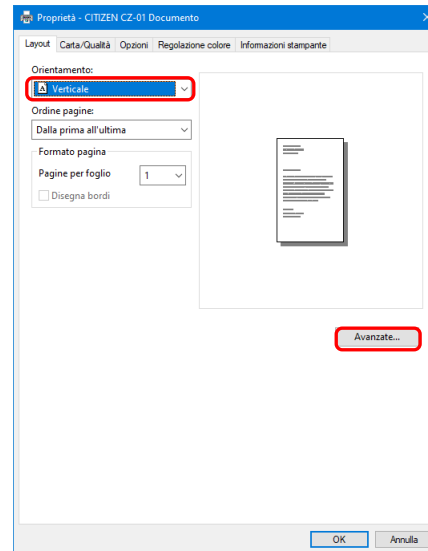 Proprietà - CITIZEN CZ-01 Documento
Layout Carta/Qualità Opzioni Regolazione colore Informazioni stampante
Orientamento:
A Verticale
Ordine pagine:
Dalla prima all'ultima
Formato pagina
Pagine per foglio 1
Disegna bordi
Avanzate...
OK Annulla